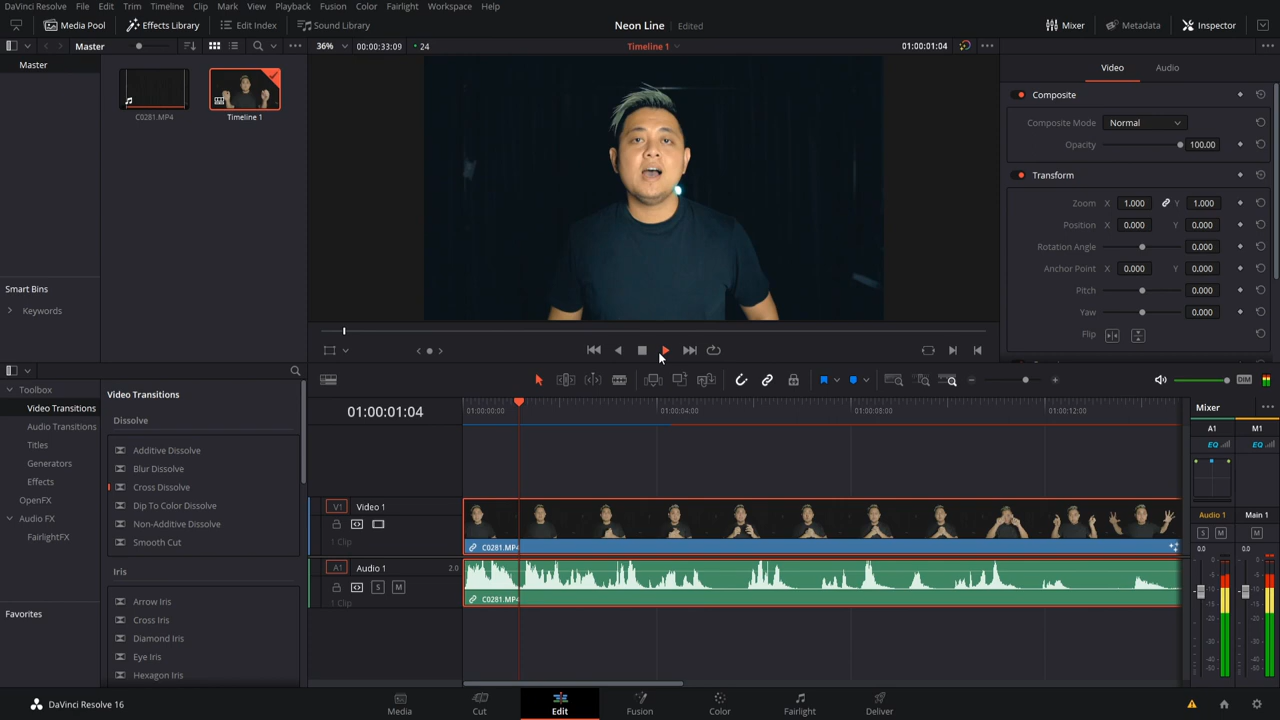 DaVinci Resolve File Edit Trim Timeline Clip Mark View Playback Fusion Color Fairlight Workspace Help
Media Pool Effects Library Edit Index Sound Library Neon Line Edited Mixer Metadata Inspector
Master 36% 00:00:33:09 24 Timeline 1 01:00:01:04
Master
C0281.MP4 Timeline 1
Video Audio
Composite
Composite Mode Normal
Opacity 100.00
Transform
Zoom X 1.000 Y 1.000
Position X 0.000 Y 0.000
Rotation Angle 0.000
Anchor Point X 0.000 Y 0.000
Pitch 0.000
Yaw 0.000
Flip
Smart Bins
Keywords
Toolbox
Video Transitions
Audio Transitions
Titles
Generators
Effects
OpenFX
Audio FX
FairlightFX
Favorites
Video Transitions
Dissolve
Additive Dissolve
Blur Dissolve
Cross Dissolve
Dip To Color Dissolve
Non-Additive Dissolve
Smooth Cut
Iris
Arrow Iris
Cross Iris
Diamond Iris
Eye Iris
Hexagon Iris
DIM
01:00:01:04 01:00:00:00 01:00:04:00 01:00:08:00 01:00:12:00
V1 Video 1
1 Clip
C0281.MP4
A1 Audio 1 2.0
S M
1 Clip
C0281.MP4
Mixer
A1 M1
EQ EQ
Audio 1 Main 1
S M M
0.0 0.0
DaVinci Resolve 16
Media Cut Edit Fusion Color Fairlight Deliver